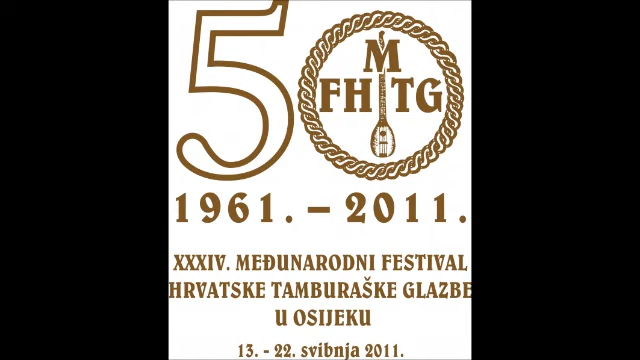 50
M
FH TG
1961. – 2011.
XXXIV. MEĐUNARODNI FESTIVAL
HRVATSKE TAMBURAŠKE GLAZBE
U OSIJEKU
13. - 22. svibnja 2011.